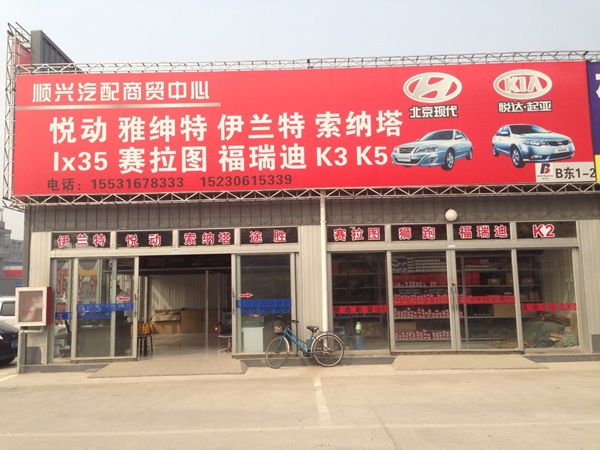 顺兴汽配商贸中心
KIA
北京现代
悦达·起亚
悦动 雅绅特 伊兰特 索纳塔
Ix35 赛拉图 福瑞迪 K3 K5
电话：15531678333 15230615339
B东1-2
伊兰特 悦动 索纳塔 途胜
赛拉图 狮跑 福瑞迪 K2